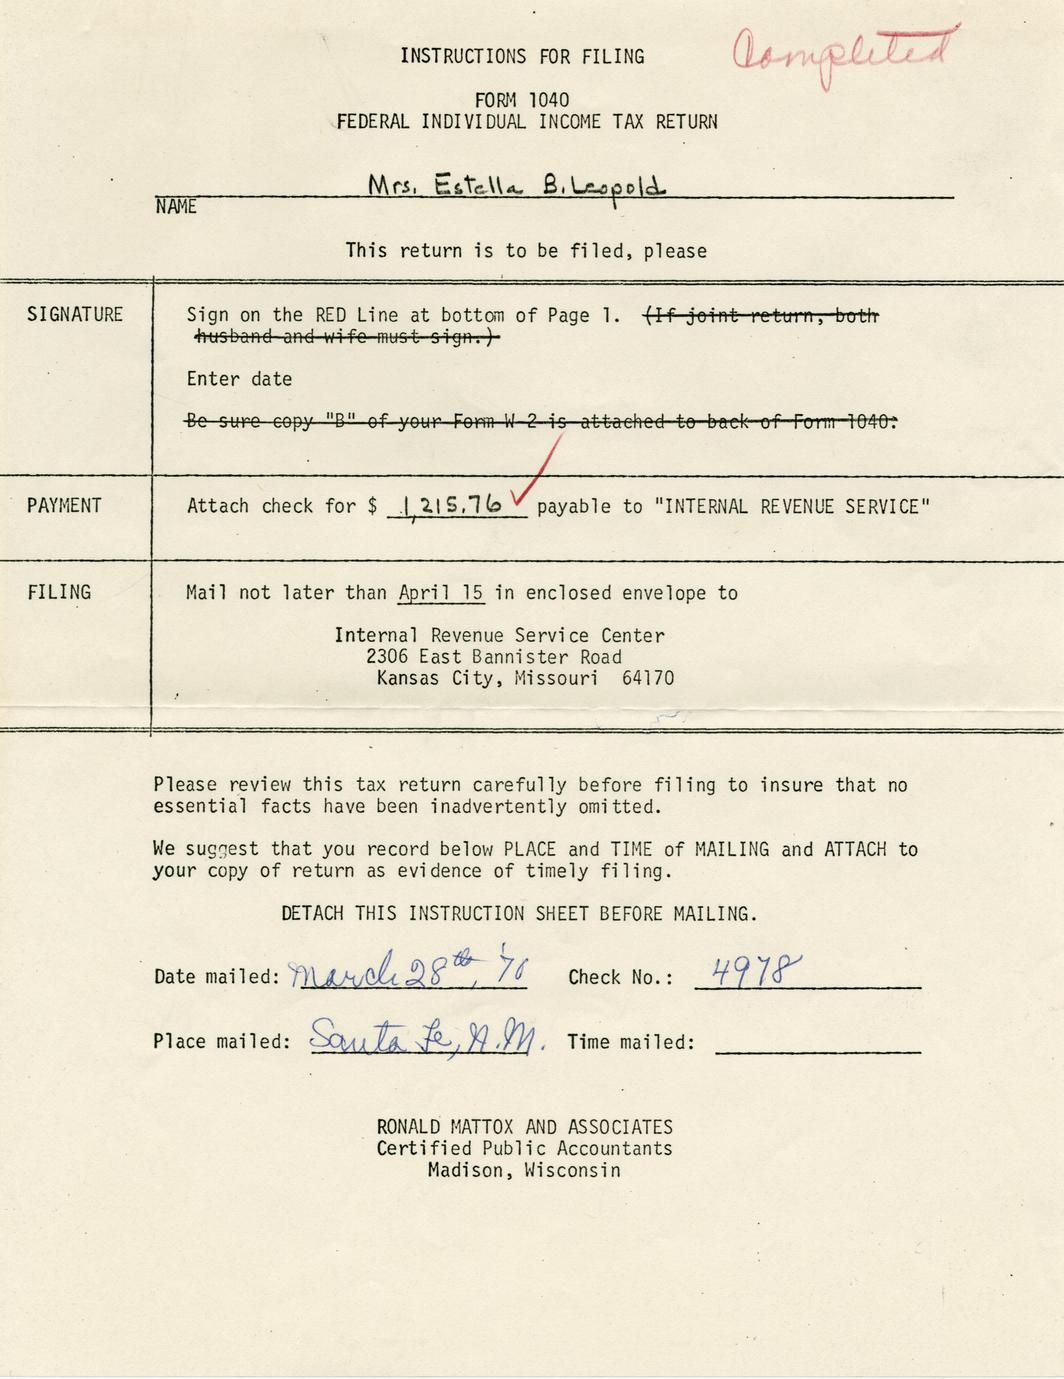 Completed
INSTRUCTIONS FOR FILING
FORM 1040
FEDERAL INDIVIDUAL INCOME TAX RETURN
Mrs. Estella B. Leopold
NAME
This return is to be filed, please
SIGNATURE
Sign on the RED Line at bottom of Page 1. (If joint return, both
husband and wife must sign.)
Enter date
Be sure copy "B" of your Form W-2 is attached to back of Form 1040.
PAYMENT
Attach check for $ 1,215.76 payable to "INTERNAL REVENUE SERVICE"
FILING
Mail not later than April 15 in enclosed envelope to
Internal Revenue Service Center
2306 East Bannister Road
Kansas City, Missouri 64170
Please review this tax return carefully before filing to insure that no
essential facts have been inadvertently omitted.
We suggest that you record below PLACE and TIME of MAILING and ATTACH to
your copy of return as evidence of timely filing.
DETACH THIS INSTRUCTION SHEET BEFORE MAILING.
Date mailed: March 28th, '70 Check No.: 4978
Place mailed: Santa Fe, N.M. Time mailed:
RONALD MATTOX AND ASSOCIATES
Certified Public Accountants
Madison, Wisconsin